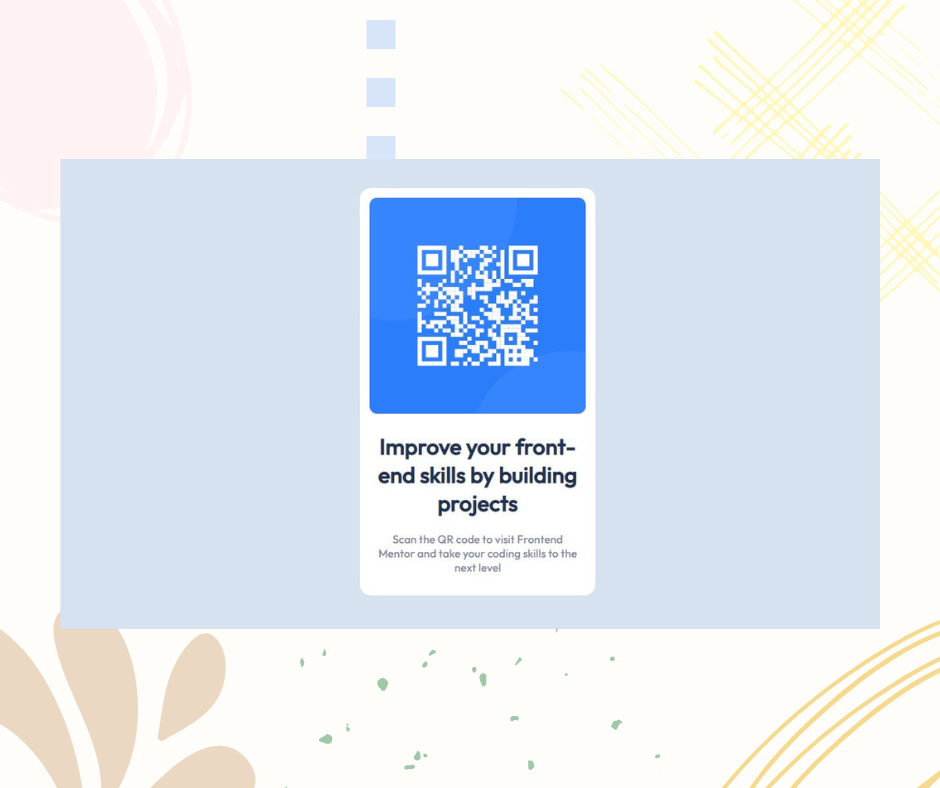 Improve your front-
end skills by building
projects
Scan the QR code to visit Frontend
Mentor and take your coding skills to the
next level